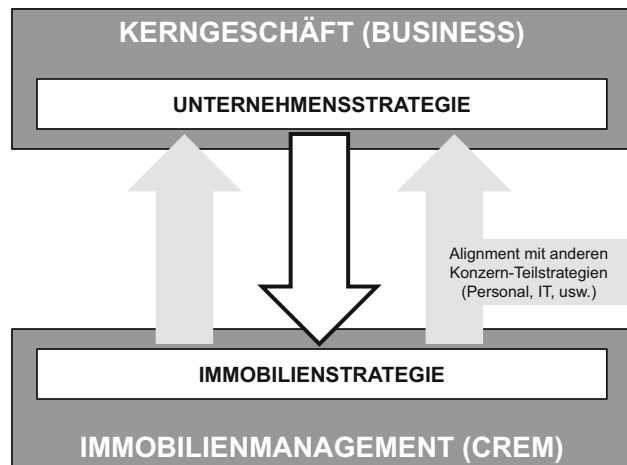 KERNGESCHÄFT (BUSINESS)
UNTERNEHMENSSTRATEGIE
Alignment mit anderen
Konzern-Teilstrategien
(Personal, IT, usw.)
IMMOBILIENSTRATEGIE
IMMOBILIENMANAGEMENT (CREM)